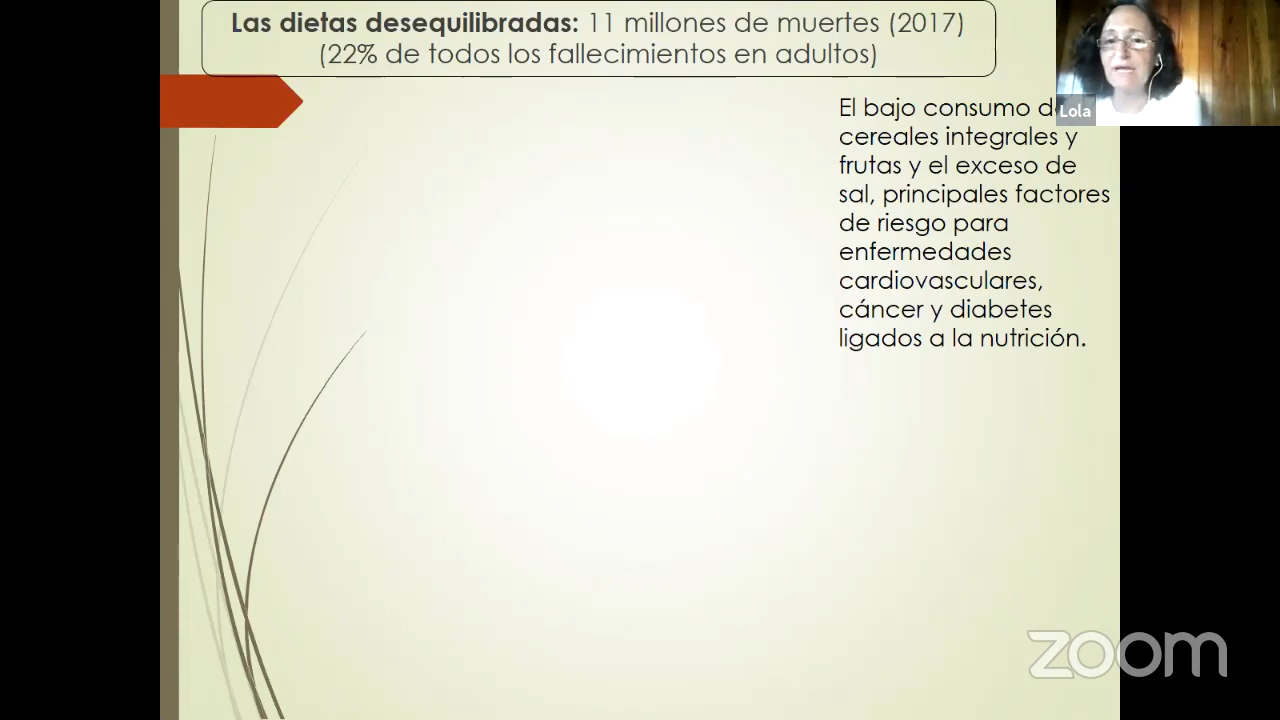 Las dietas desequilibradas: 11 millones de muertes (2017)
(22% de todos los fallecimientos en adultos)
El bajo consumo
cereales integrales y
frutas y el exceso de
sal, principales factores
de riesgo para
enfermedades
cardiovasculares,
cáncer y diabetes
ligados a la nutrición.
Lola
zoom